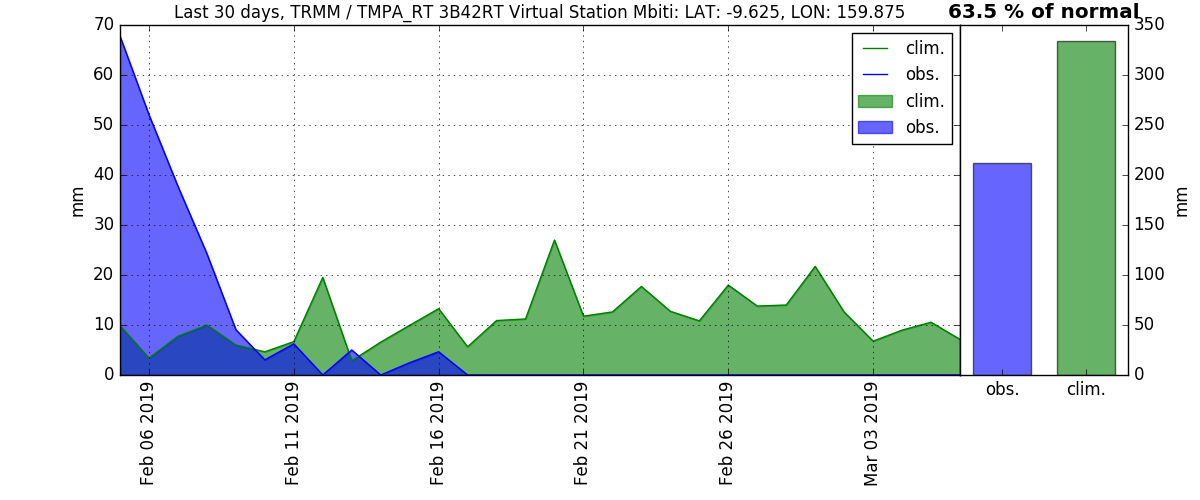 Last 30 days, TRMM / TMPA_RT 3B42RT Virtual Station Mbiti: LAT: -9.625, LON: 159.875
63.5 % of normal
70
60
50
40
30
20
10
0
mm
clim.
obs.
clim.
obs.
350
300
250
200
150
100
50
0
mm
Feb 06 2019
Feb 11 2019
Feb 16 2019
Feb 21 2019
Feb 26 2019
Mar 03 2019
obs.
clim.